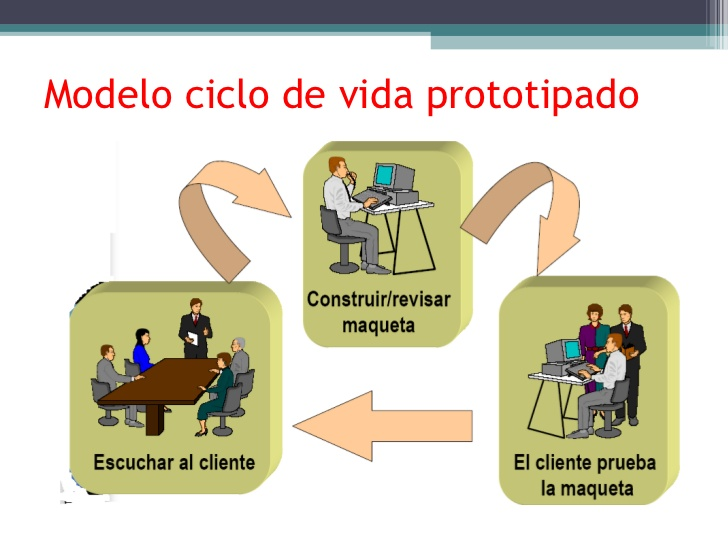 Modelo ciclo de vida prototipado
Construir/revisar
maqueta
Escuchar al cliente
El cliente prueba
la maqueta